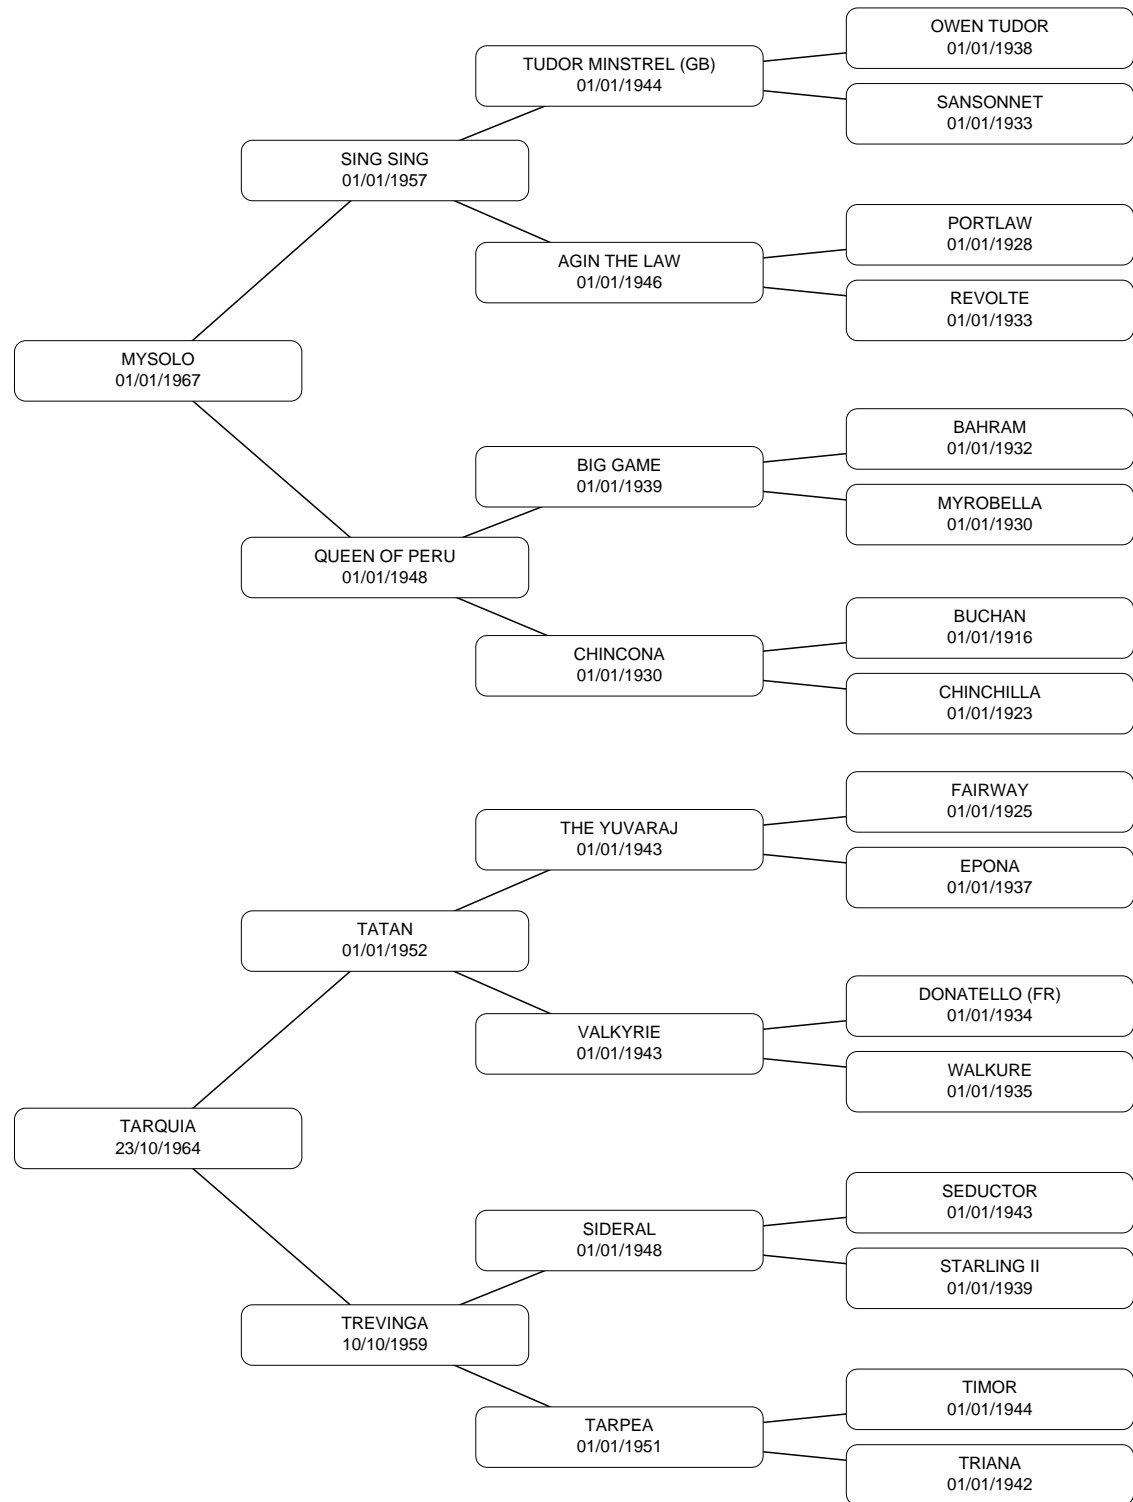 OWEN TUDOR
01/01/1938
TUDOR MINSTREL (GB)
01/01/1944
SANSONNET
01/01/1933
SING SING
01/01/1957
PORTLAW
01/01/1928
AGIN THE LAW
01/01/1946
REVOLTE
01/01/1933
MYSOLO
01/01/1967
BAHRAM
01/01/1932
BIG GAME
01/01/1939
MYROBELLA
01/01/1930
QUEEN OF PERU
01/01/1948
BUCHAN
01/01/1916
CHINCONA
01/01/1930
CHINCHILLA
01/01/1923
FAIRWAY
01/01/1925
THE YUVARAJ
01/01/1943
EPONA
01/01/1937
TATAN
01/01/1952
DONATELLO (FR)
01/01/1934
VALKYRIE
01/01/1943
WALKURE
01/01/1935
TARQUIA
23/10/1964
SEDUCTOR
01/01/1943
SIDERAL
01/01/1948
STARLING II
01/01/1939
TREVINGA
10/10/1959
TIMOR
01/01/1944
TARPEA
01/01/1951
TRIANA
01/01/1942